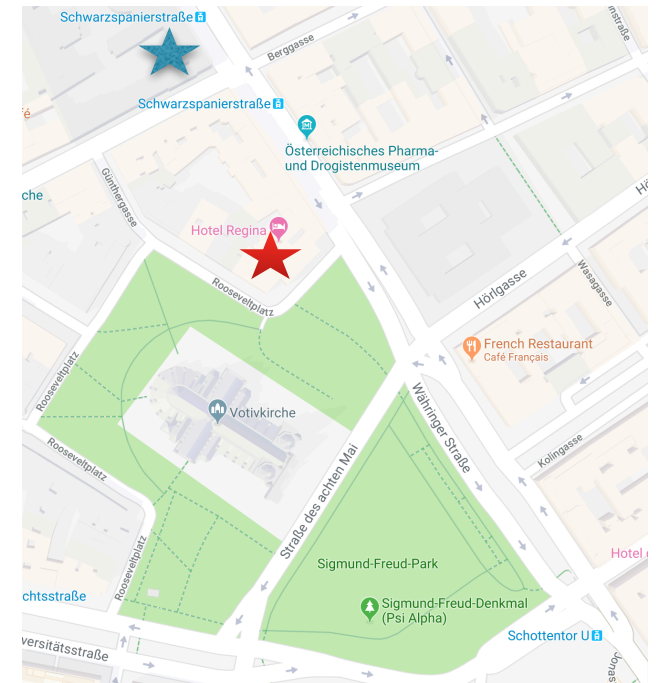 Schwarzspanierstraße
Berggasse
Schwarzspanierstraße
Österreichisches Pharma-
und Drogistenmuseum
Günthergasse
che
Hotel Regina
Rooseveltplatz
Hörlgasse
Wasagasse
French Restaurant
Café Français
Rooseveltplatz
Votivkirche
Währinger Straße
Kolingasse
Rooseveltplatz
Straße des achten Mai
Rooseveltplatz
Sigmund-Freud-Park
Hotel
chtsstraße
Sigmund-Freud-Denkmal
(Psi Alpha)
Schottentor U
versitätsstraße
Jonas